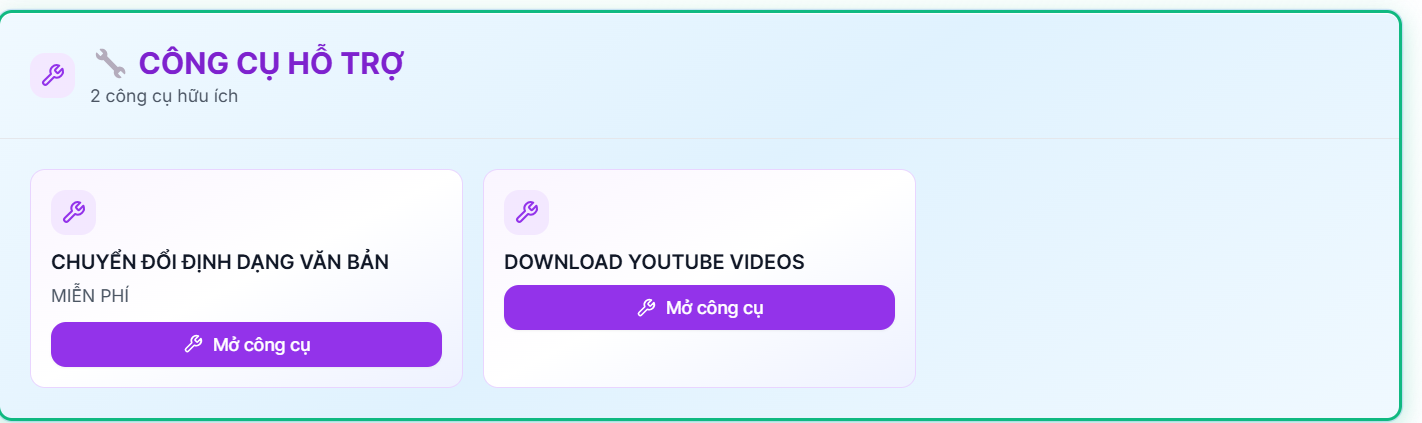 🔧 CÔNG CỤ HỖ TRỢ
2 công cụ hữu ích
CHUYỂN ĐỔI ĐỊNH DẠNG VĂN BẢN
MIỄN PHÍ
Mở công cụ
DOWNLOAD YOUTUBE VIDEOS
Mở công cụ